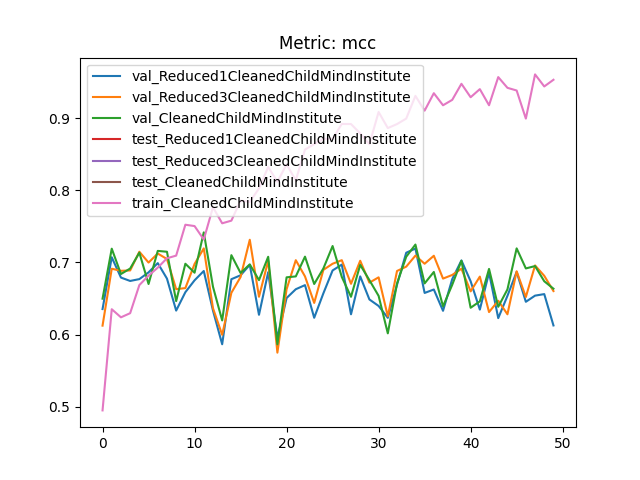 Metric: mcc
val_Reduced1CleanedChildMindInstitute
val_Reduced3CleanedChildMindInstitute
val_CleanedChildMindInstitute
test_Reduced1CleanedChildMindInstitute
test_Reduced3CleanedChildMindInstitute
test_CleanedChildMindInstitute
train_CleanedChildMindInstitute
0.9
0.8
0.7
0.6
0.5
0 10 20 30 40 50